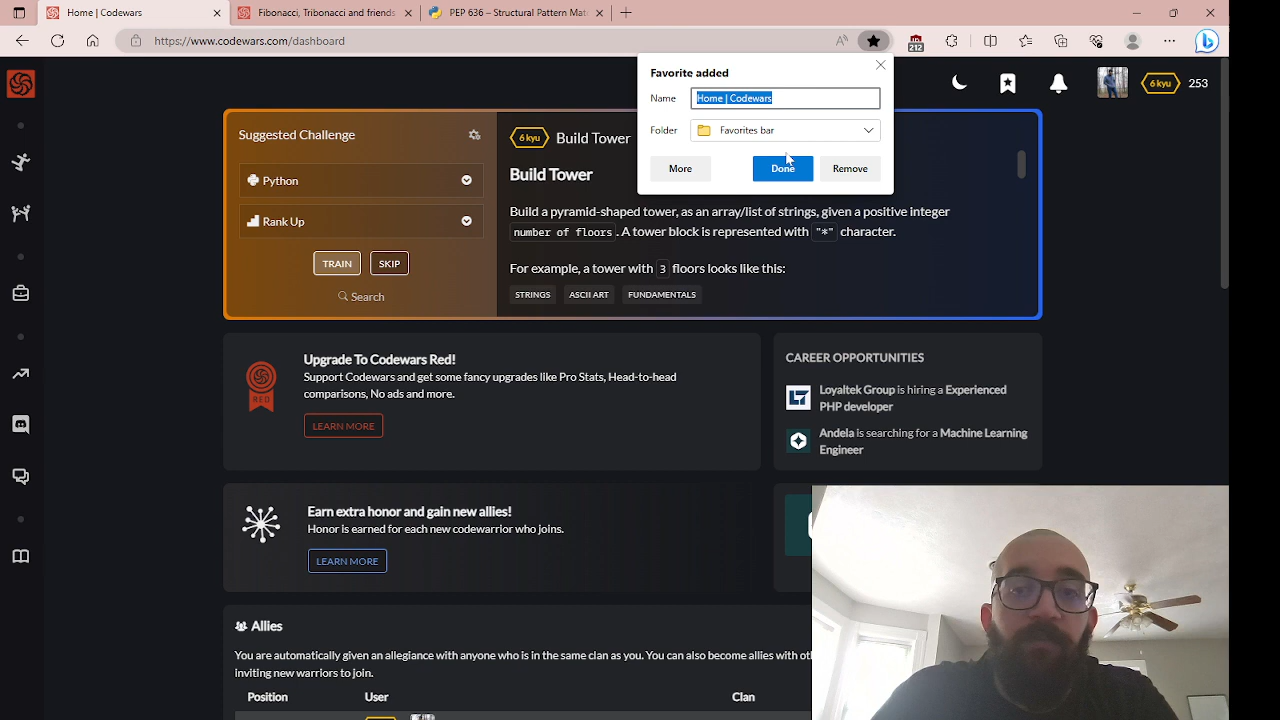 Home | Codewars
Fibonacci, Tribonacci and friends
PEP 636 – Structural Pattern Mat
https://www.codewars.com/dashboard
212
Favorite added
Name
Home | Codewars
Folder
Favorites bar
More
Done
Remove
6 kyu
253
Suggested Challenge
Python
Rank Up
TRAIN
SKIP
Search
6 kyu
Build Tower
Build Tower
Build a pyramid-shaped tower, as an array/list of strings, given a positive integer
number of floors. A tower block is represented with "*" character.
For example, a tower with 3 floors looks like this:
STRINGS
ASCII ART
FUNDAMENTALS
Upgrade To Codewars Red!
Support Codewars and get some fancy upgrades like Pro Stats, Head-to-head
comparisons, No ads and more.
RED
LEARN MORE
CAREER OPPORTUNITIES
Loyaltek Group is hiring a Experienced
PHP developer
Andela is searching for a Machine Learning
Engineer
Earn extra honor and gain new allies!
Honor is earned for each new codewarrior who joins.
LEARN MORE
Allies
You are automatically given an allegiance with anyone who is in the same clan as you. You can also become allies with
inviting new warriors to join.
Position
User
Clan